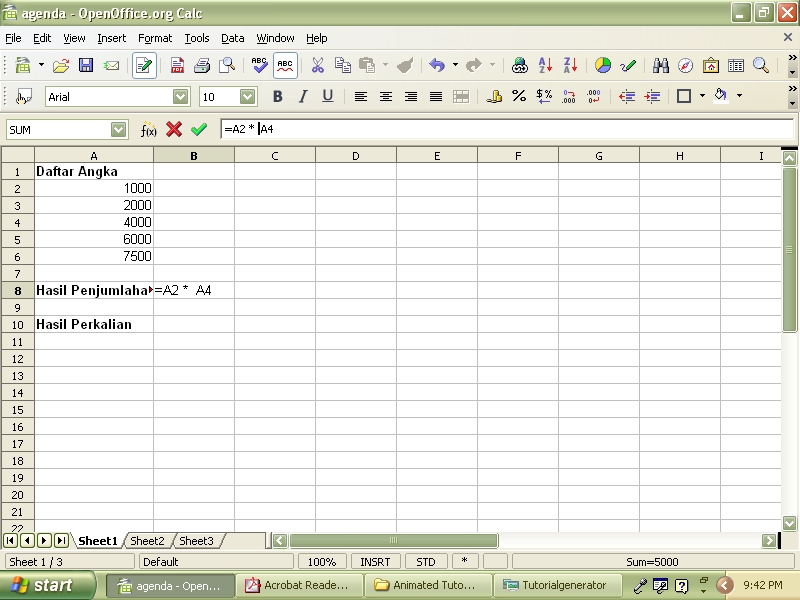 agenda - OpenOffice.org Calc
File Edit View Insert Format Tools Data Window Help
ABC ABC
Arial 10 B I U % $% .000 .000
SUM f(x) =A2 * A4
A B C D E F G H I
1 Daftar Angka
2 1000
3 2000
4 4000
5 6000
6 7500
7
8 Hasil Penjumlaha =A2 * A4
9
10 Hasil Perkalian
11
12
13
14
15
16
17
18
19
20
21
22
Sheet1 Sheet2 Sheet3
Sheet 1 / 3 Default 100% INSRT STD * Sum=5000
start agenda - Open... Acrobat Reade... Animated Tuto... Tutorialgenerator 9:42 PM